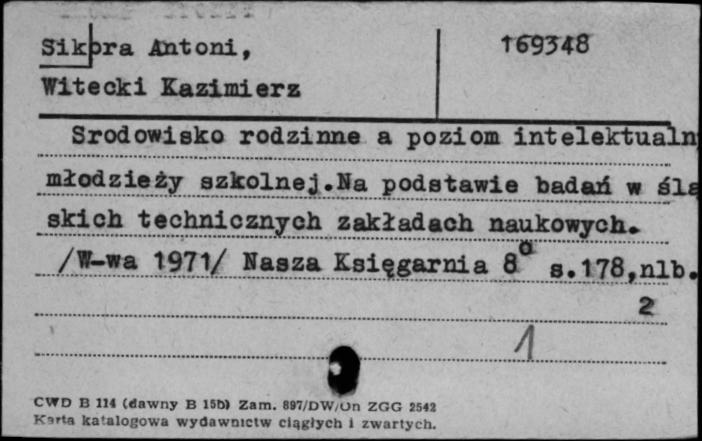 Sikora Antoni,
169348
Witecki Kazimierz
Srodowisko rodzinne a poziom intelektualn
młodzieży szkolnej.Na podstawie badań w ślą
skich technicznych zakładach naukowych.
/W-wa 1971/ Nasza Księgarnia 8° s.178,nlb.
2
1
CWD B 114 (dawny B 15b) Zam. 897/DW/Un ZGG 2542
Karta katalogowa wydawnictw ciągłych i zwartych.